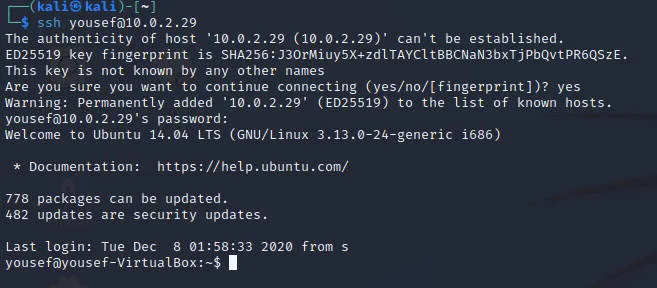 ┌──(kali㉿kali)-[~]
└─$ ssh yousef@10.0.2.29
The authenticity of host '10.0.2.29 (10.0.2.29)' can't be established.
ED25519 key fingerprint is SHA256:J3OrMiuy5X+zdlTAYCltBBCNaN3bxTjPbQvtPR6QSzE.
This key is not known by any other names
Are you sure you want to continue connecting (yes/no/[fingerprint])? yes
Warning: Permanently added '10.0.2.29' (ED25519) to the list of known hosts.
yousef@10.0.2.29's password:
Welcome to Ubuntu 14.04 LTS (GNU/Linux 3.13.0-24-generic i686)
* Documentation:  https://help.ubuntu.com/
778 packages can be updated.
482 updates are security updates.
Last login: Tue Dec  8 01:58:33 2020 from s
yousef@yousef-VirtualBox:~$